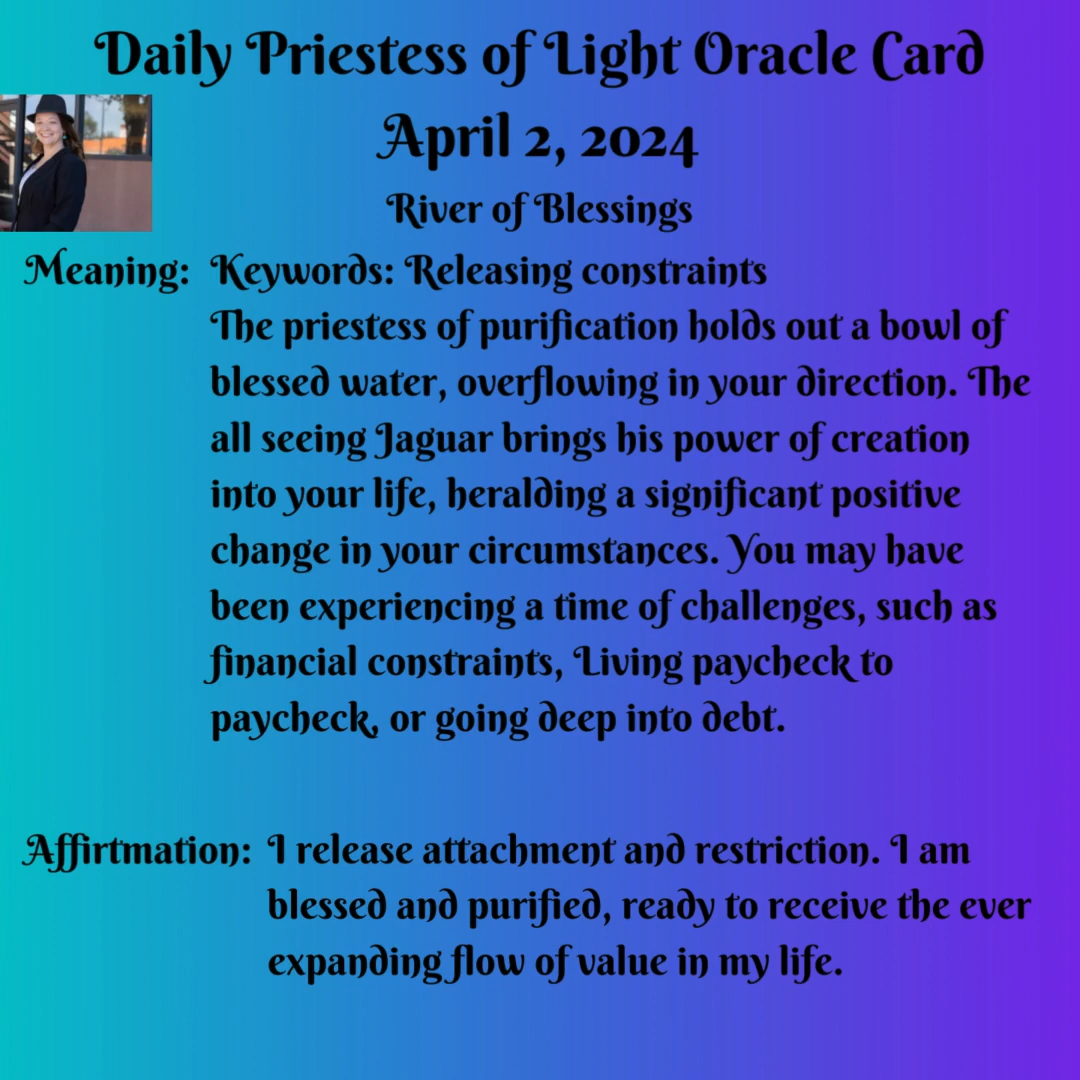 Daily Priestess of Light Oracle Card
April 2, 2024
River of Blessings
Meaning: Keywords: Releasing constraints
The priestess of purification holds out a bowl of
blessed water, overflowing in your direction. The
all seeing Jaguar brings his power of creation
into your life, heralding a significant positive
change in your circumstances. You may have
been experiencing a time of challenges, such as
financial constraints, Living paycheck to
paycheck, or going deep into debt.
Affirtmation: I release attachment and restriction. I am
blessed and purified, ready to receive the ever
expanding flow of value in my life.